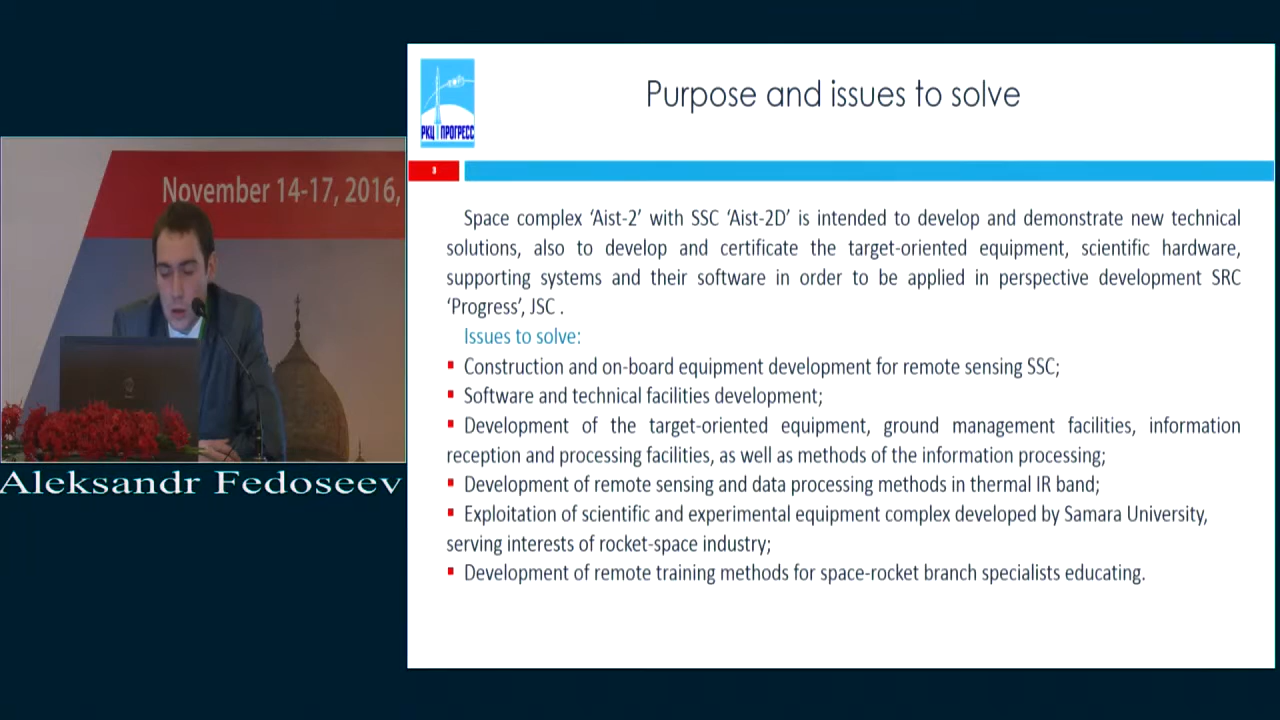 Purpose and issues to solve
РКЦ ПРОГРЕСС
3
November 14-17, 2016,
Space complex ‘Aist-2’ with SSC ‘Aist-2D’ is intended to develop and demonstrate new technical
solutions, also to develop and certificate the target-oriented equipment, scientific hardware,
supporting systems and their software in order to be applied in perspective development SRC
‘Progress’, JSC .
Issues to solve:
Construction and on-board equipment development for remote sensing SSC;
Software and technical facilities development;
Development of the target-oriented equipment, ground management facilities, information
reception and processing facilities, as well as methods of the information processing;
Development of remote sensing and data processing methods in thermal IR band;
Exploitation of scientific and experimental equipment complex developed by Samara University,
serving interests of rocket-space industry;
Development of remote training methods for space-rocket branch specialists educating.
Aleksandr Fedoseev